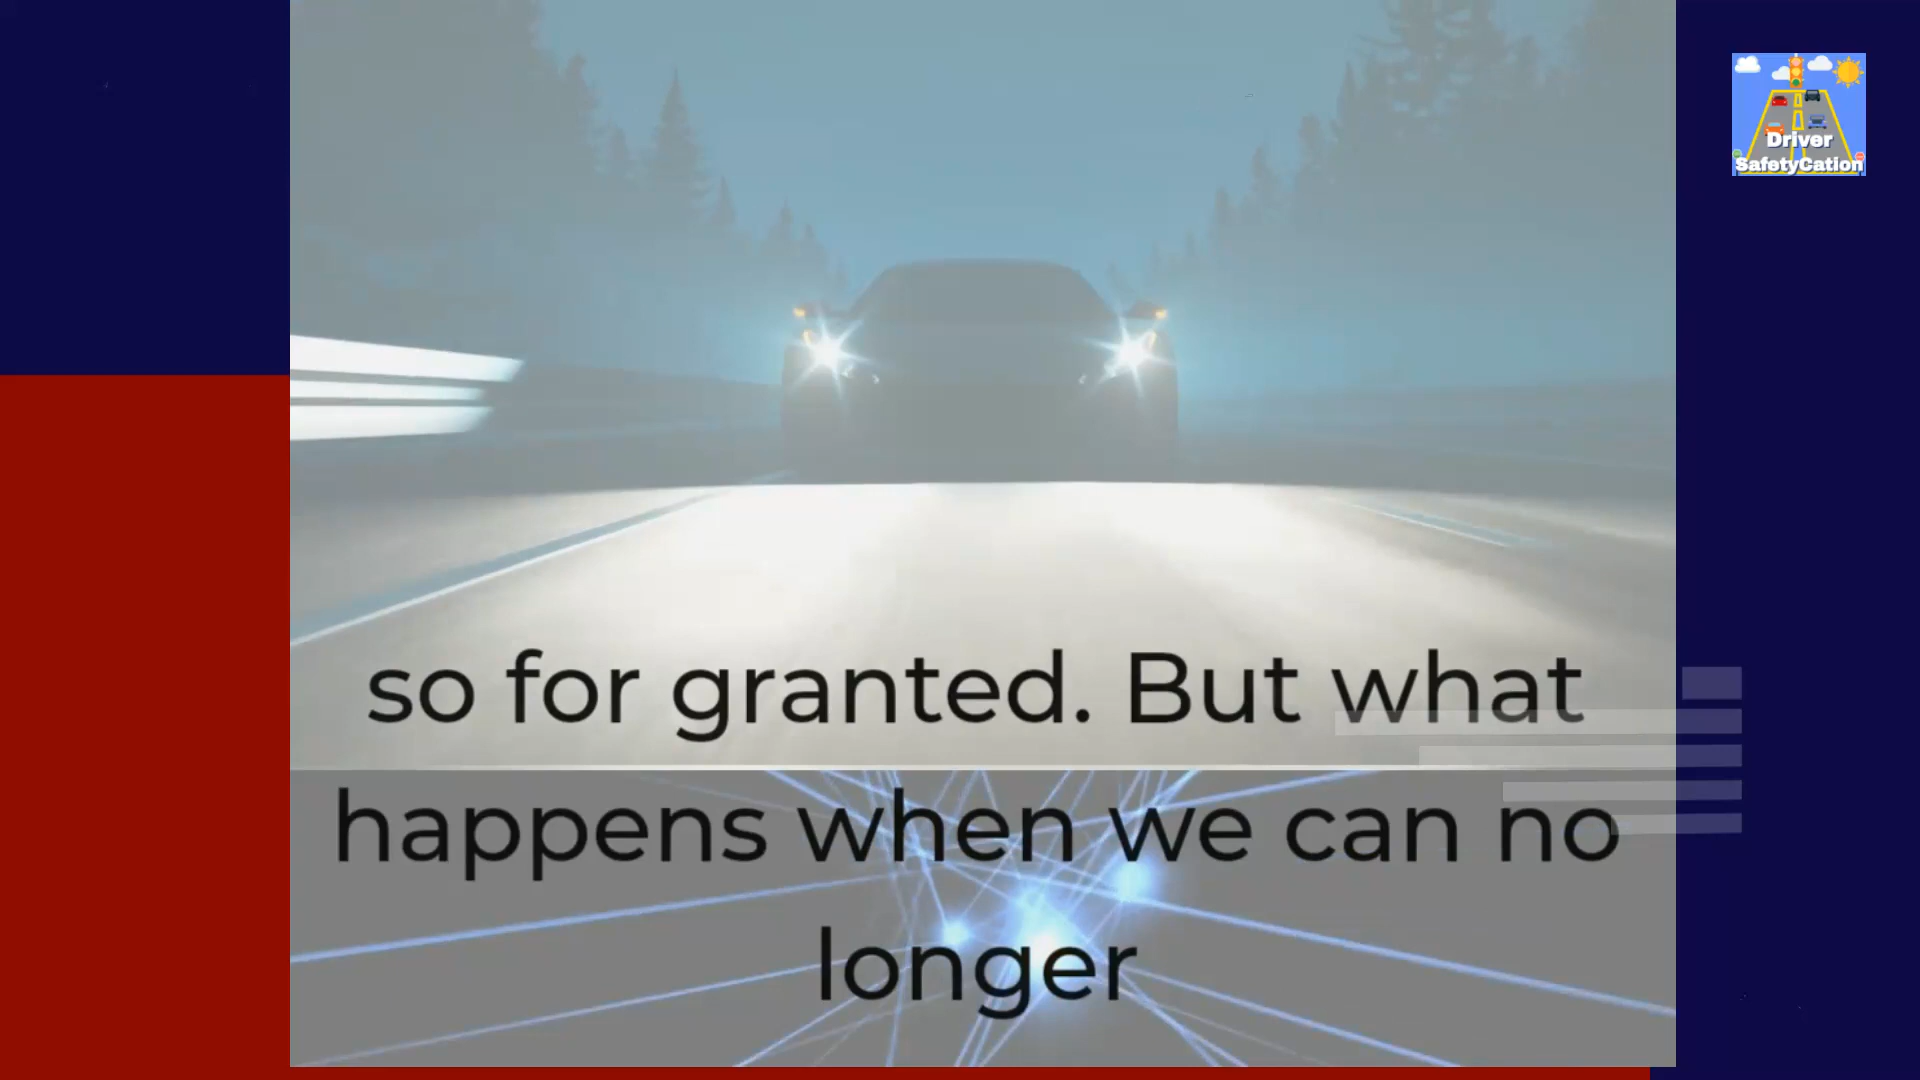 Driver
SafetyCation
so for granted. But what
happens when we can no
longer